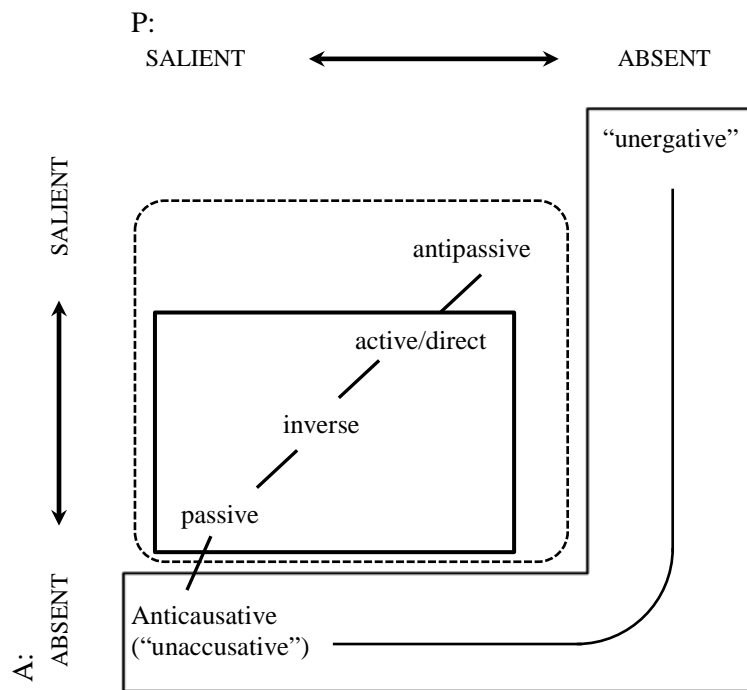 P:
SALIENT
ABSENT
“unergative”
SALIENT
antipassive
active/direct
inverse
passive
Anticausative
(“unaccusative”)
ABSENT
A: